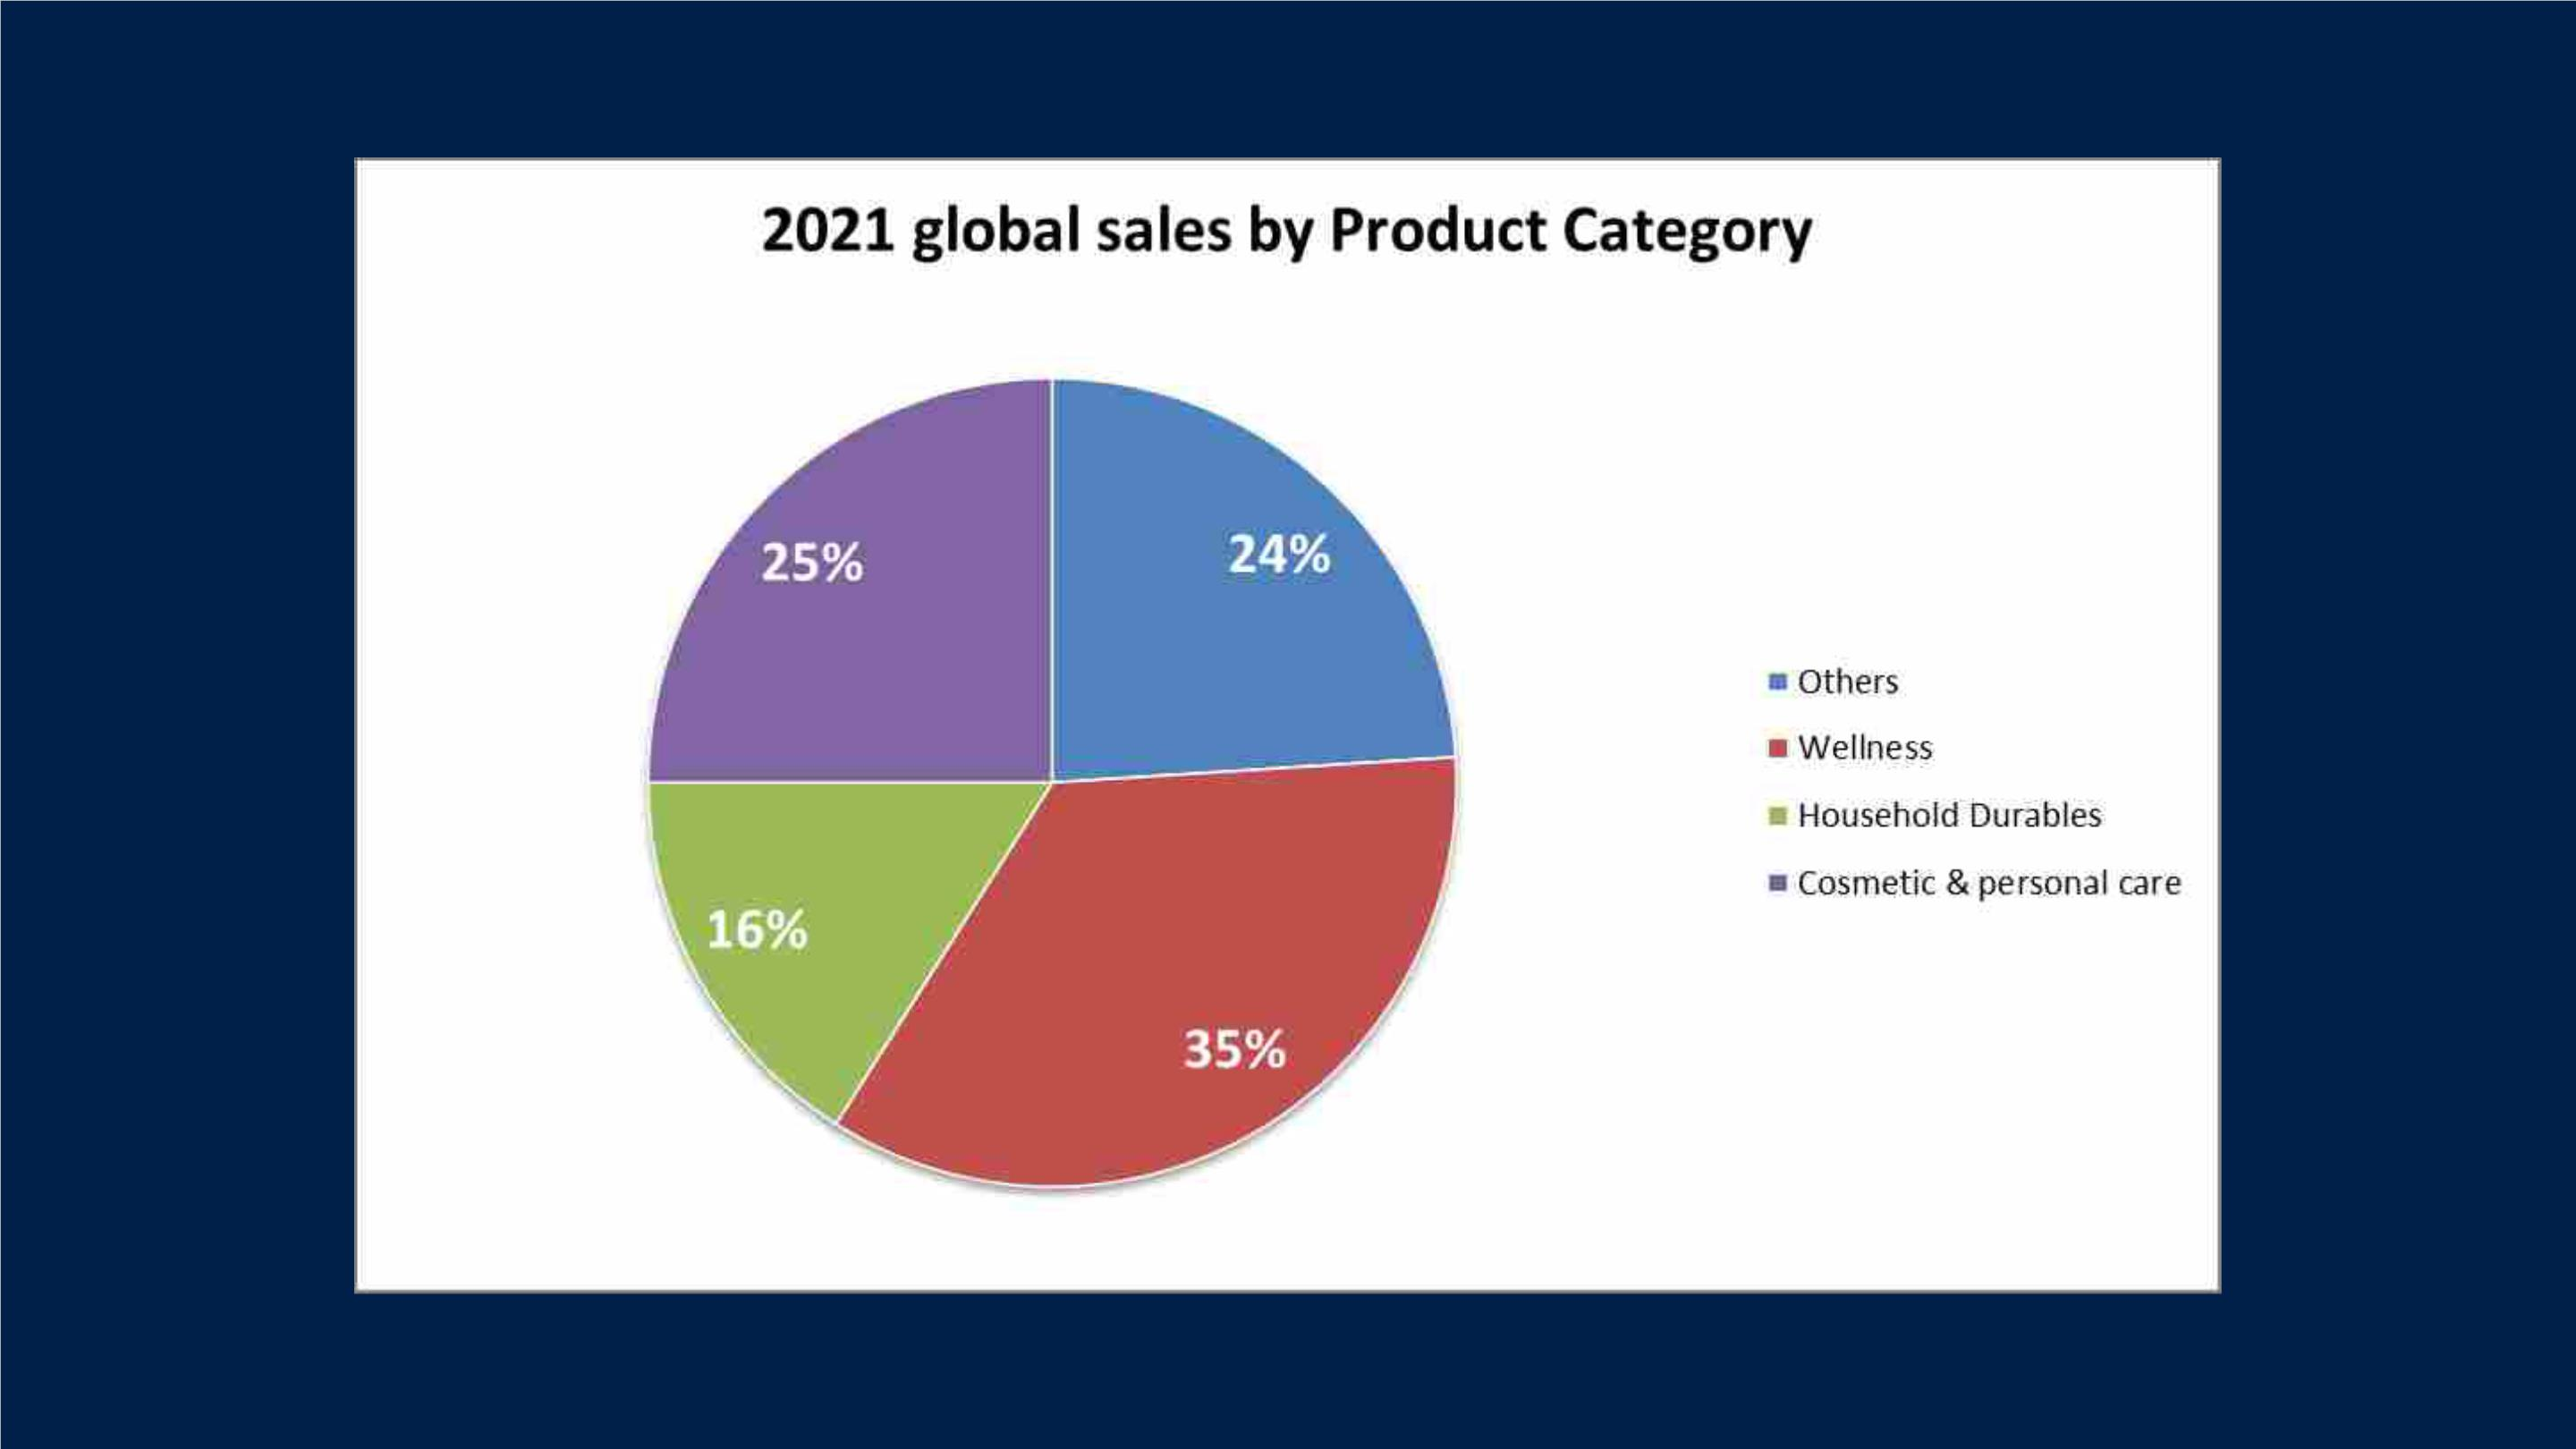 2021 global sales by Product Category
25%
24%
16%
35%
Others
Wellness
Household Durables
Cosmetic & personal care